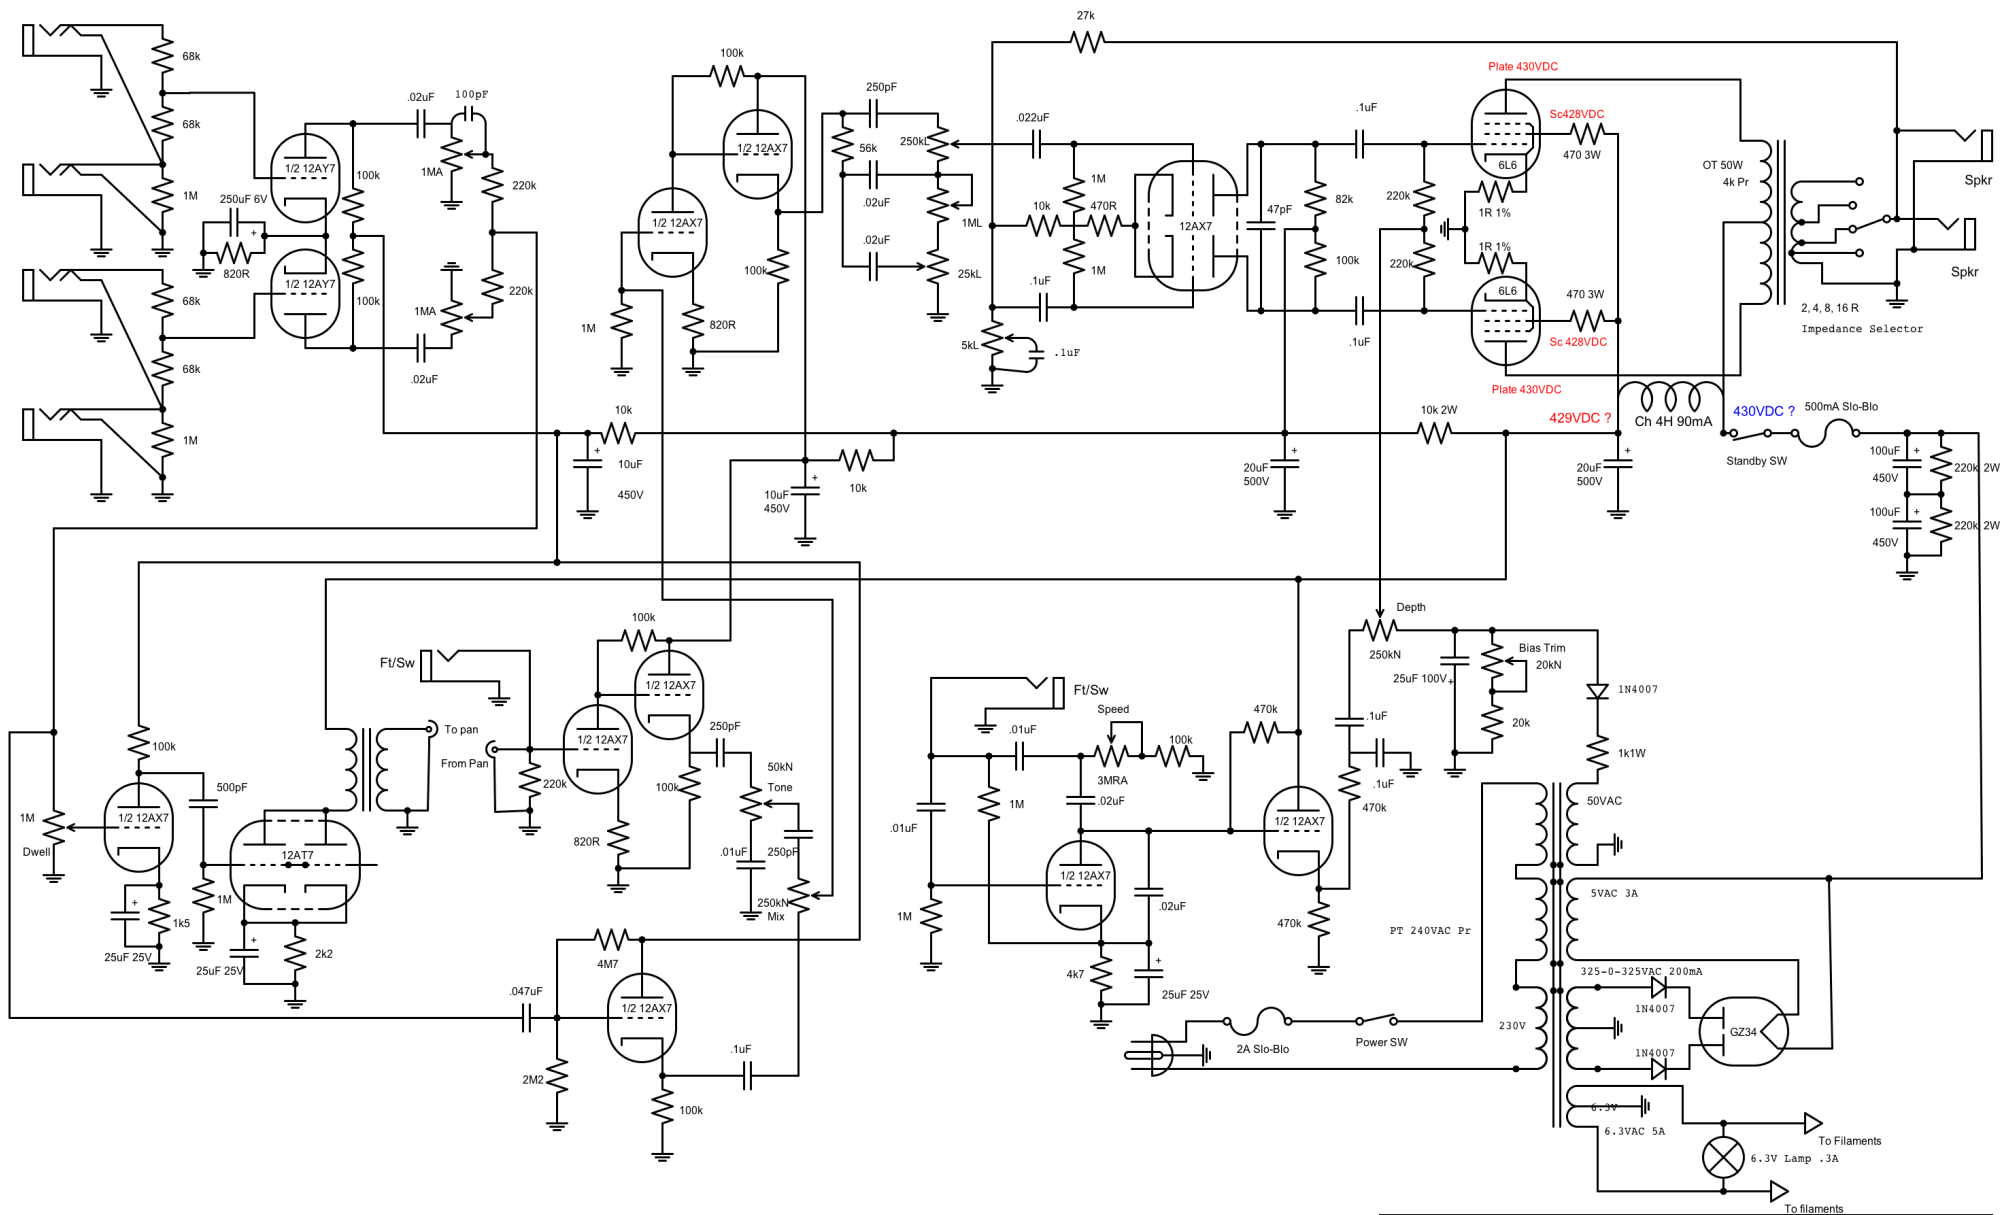 27k
68k
100k
Plate 430VDC
.02uF
100pF
250pF
.1uF
Sc428VDC
68k
.022uF
250kL
1/2 12AX7
56k
470 3W
1/2 12AY7
1MA
100k
1M
6L6
OT 50W
4k Pr
Spkr
250uF 6V
+
1M
220k
.02uF
1ML
10k
470R
47pF
82k
220k
1R 1%
1/2 12AX7
12AX7
820R
1/2 12AY7
.02uF
100k
25kL
1M
100k
220k
1R 1%
6L6
Spkr
68k
1MA
100k
220k
470 3W
2, 4, 8, 16 R
Impedance Selector
1M
820R
.1uF
5kL
.1uF
.1uF
Sc 428VDC
68k
.02uF
Plate 430VDC
1M
10k
10k 2W
429VDC ?
Ch 4H 90mA
430VDC ?
500mA Slo-Blo
+
10uF
450V
10k
+
10uF
450V
+
20uF
500V
+
20uF
500V
Standby SW
100uF
+
450V
220k 2W
100uF
+
450V
220k 2W
Depth
250kN
100k
Ft/Sw
1/2 12AX7
Bias Trim
20kN
25uF 100V
+
1N4007
Ft/Sw
Speed
To pan
From Pan
1/2 12AX7
250pF
.01uF
470k
.1uF
20k
100k
100k
1k1W
50kN
Tone
3MRA
.1uF
500pF
220k
100k
1M
.02uF
470k
50VAC
1M
Dwell
1/2 12AX7
12AT7
820R
.01uF
250pF
.01uF
1/2 12AX7
1/2 12AX7
5VAC 3A
+
1k5
1M
250kN
Mix
1M
.02uF
470k
PT 240VAC Pr
25uF 25V
+
25uF 25V
2k2
4M7
4k7
+
25uF 25V
325-0-325VAC 200mA
1N4007
.047uF
1/2 12AX7
230V
GZ34
2A Slo-Blo
Power SW
1N4007
2M2
.1uF
100k
6.3V
6.3VAC 5A
To Filaments
6.3V Lamp .3A
To filaments